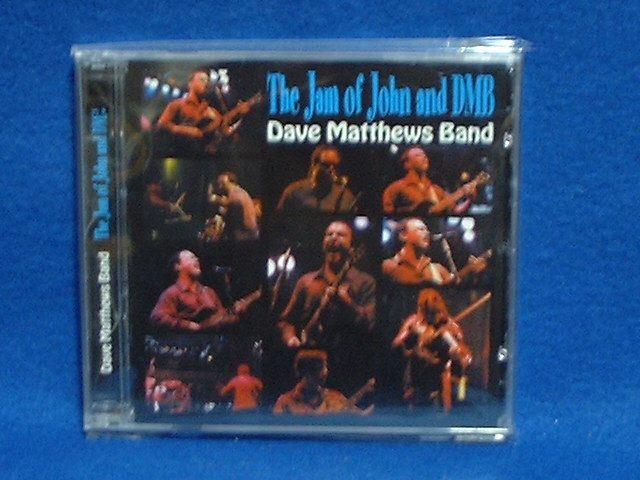 The Jam of John and DMB
Dave Matthews Band
Dave Matthews Band The Jam of John and DMB